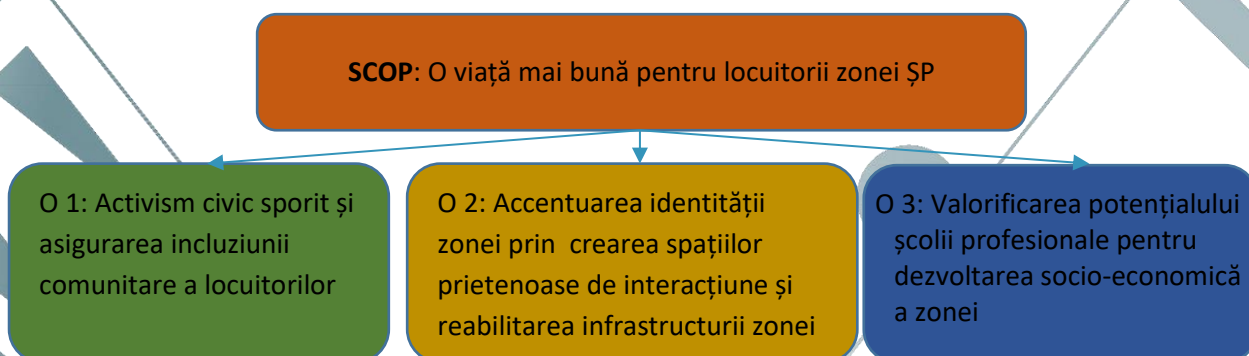 SCOP: O viață mai bună pentru locuitorii zonei ȘP
O 1: Activism civic sporit și
asigurarea incluziunii
comunitare a locuitorilor
O 2: Accentuarea identității
zonei prin crearea spațiilor
prietenoase de interacțiune și
reabilitarea infrastructurii zonei
O 3: Valorificarea potențialului
școlii profesionale pentru
dezvoltarea socio-economică
a zonei